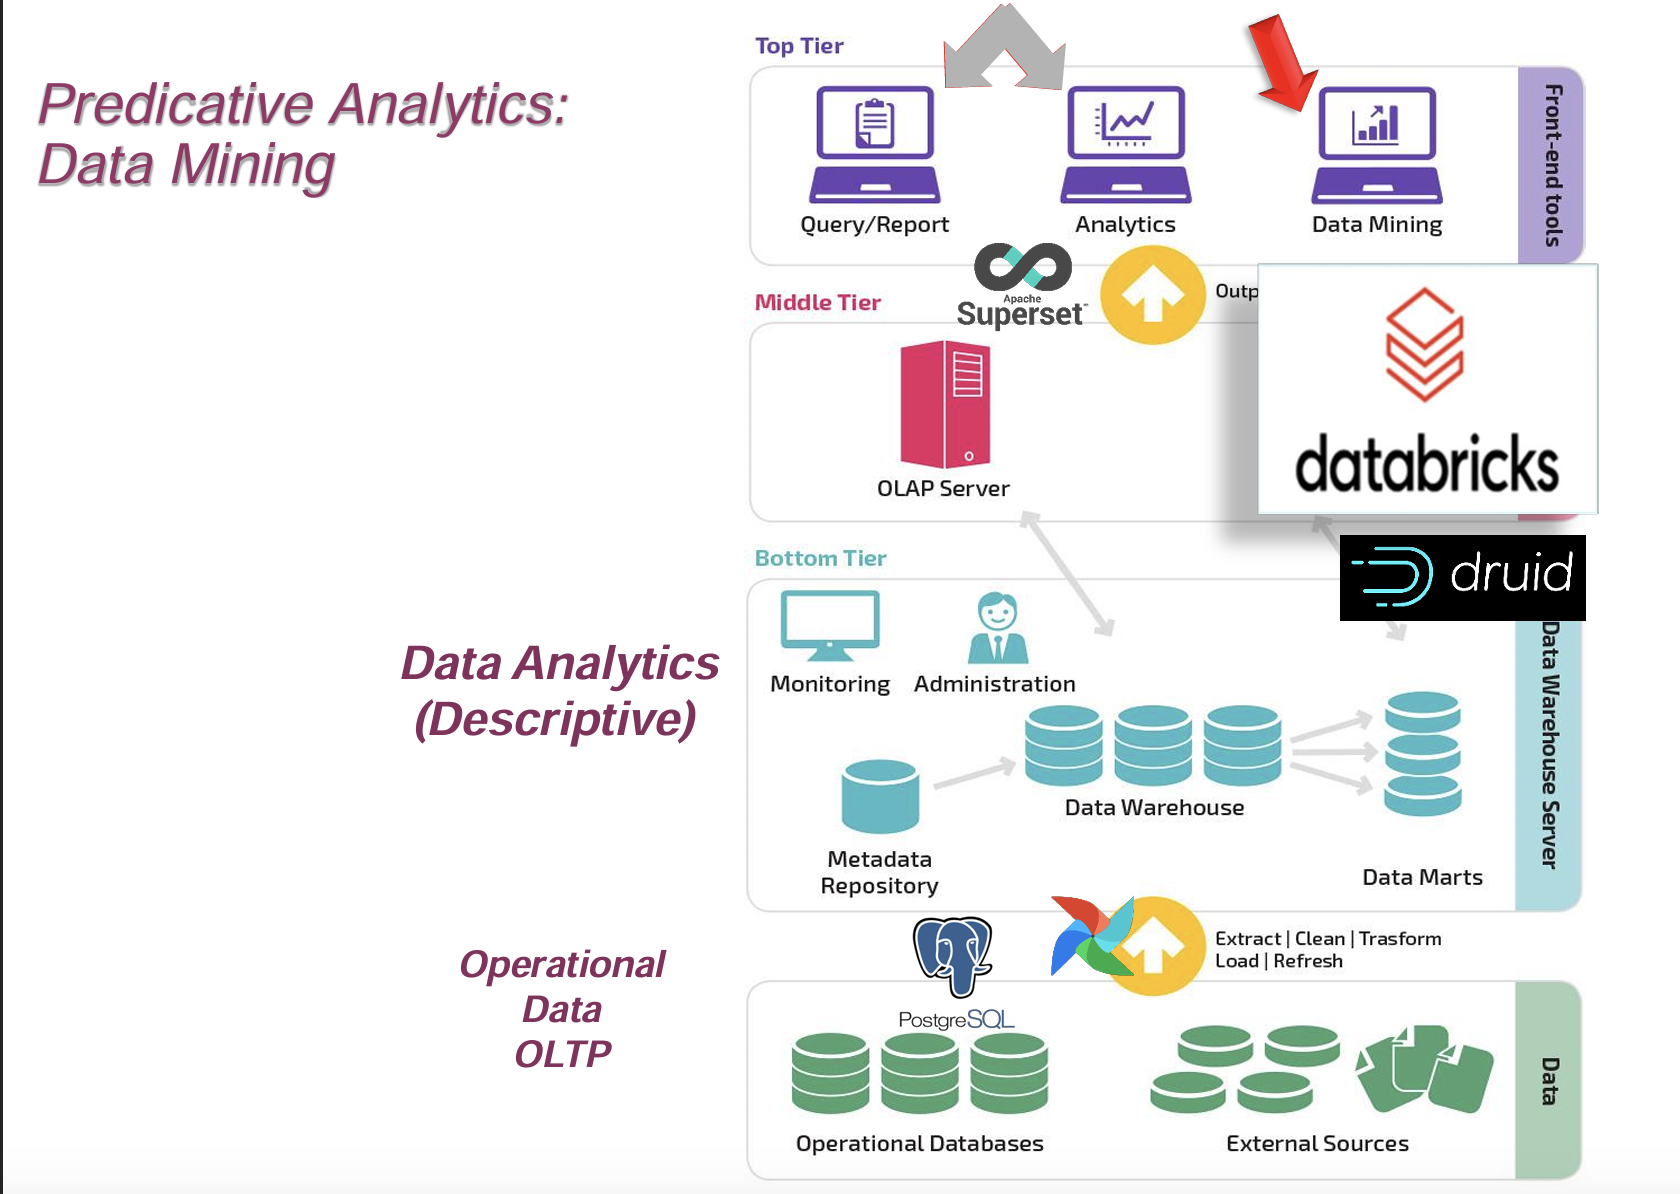 Predicative Analytics:
Data Mining
Top Tier
Query/Report
Analytics
Data Mining
Front-end tools
Apache
Superset
Outp
Middle Tier
databricks
OLAP Server
druid
Bottom Tier
Monitoring
Administration
Data Analytics
(Descriptive)
Data Warehouse
Metadata
Repository
Data Marts
Data Warehouse Server
Extract | Clean | Trasform
Load | Refresh
PostgreSQL
Operational
Data
OLTP
Operational Databases
External Sources
Data